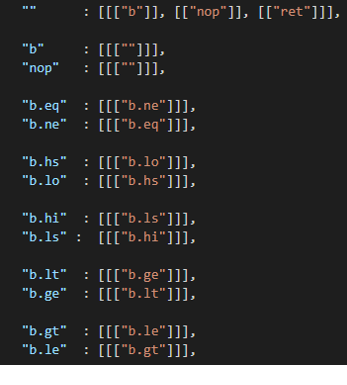 ""      : [[["b"]], [["nop"]], [["ret"]]],
"b"     : [[[""]]],
"nop"   : [[[""]]],
"b.eq"  : [[["b.ne"]]],
"b.ne"  : [[["b.eq"]]],
"b.hs"  : [[["b.lo"]]],
"b.lo"  : [[["b.hs"]]],
"b.hi"  : [[["b.ls"]]],
"b.ls" :  [[["b.hi"]]],
"b.lt"  : [[["b.ge"]]],
"b.ge"  : [[["b.lt"]]],
"b.gt"  : [[["b.le"]]],
"b.le"  : [[["b.gt"]]],